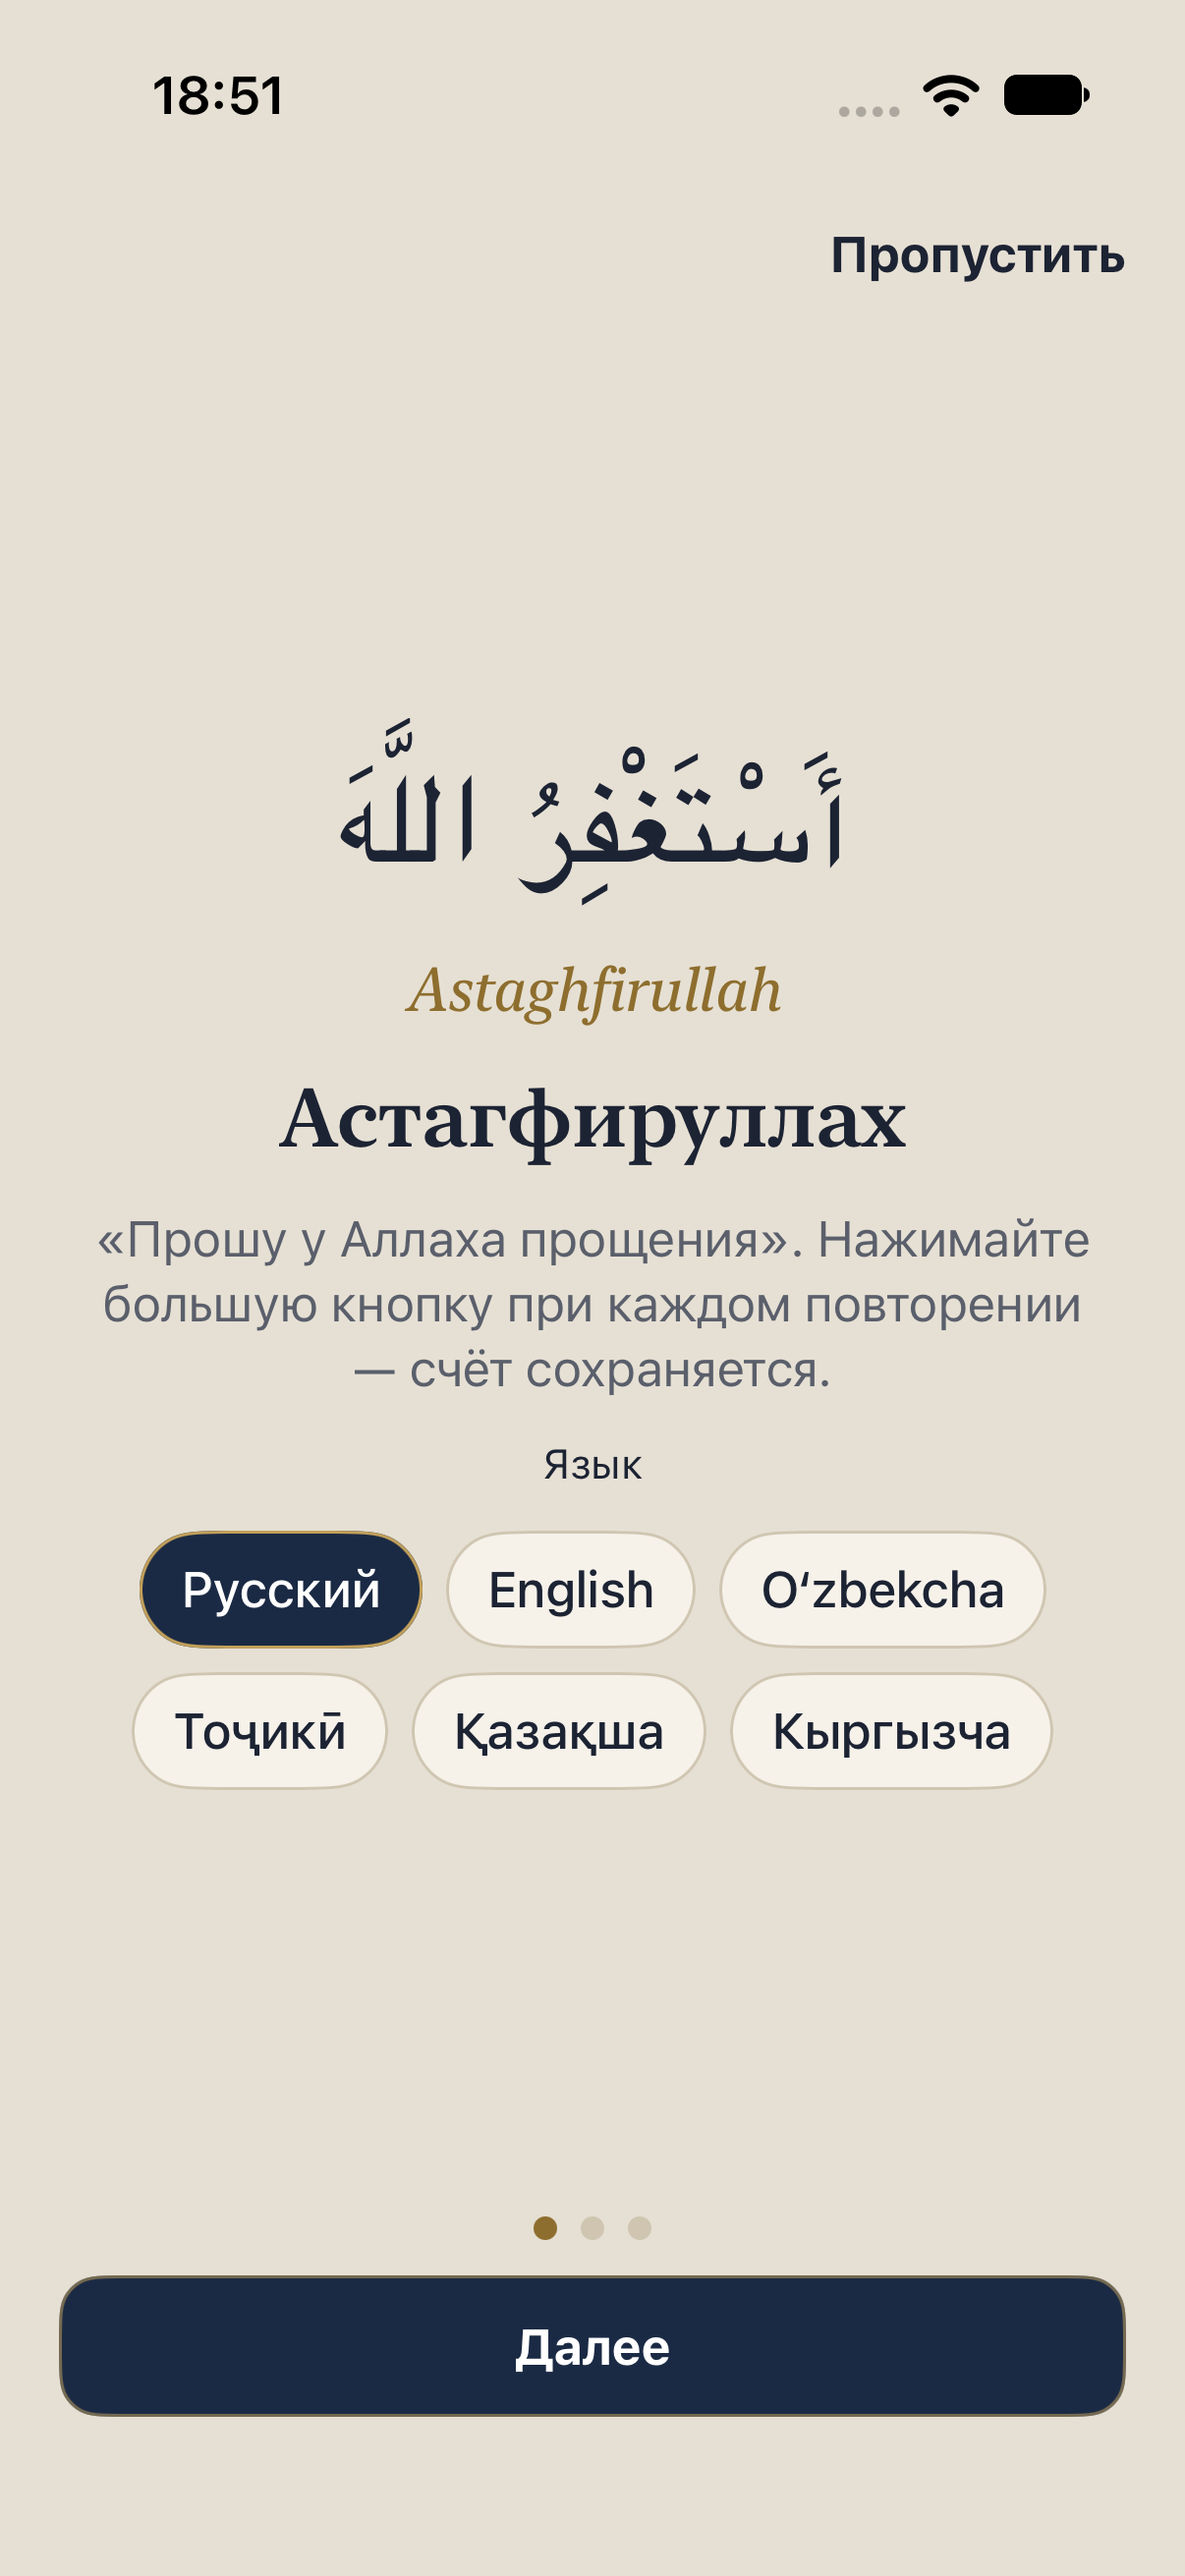 18:51
Пропустить
أَسْتَغْفِرُ اللَّهَ
Astaghfirullah
Астагфируллах
«Прошу у Аллаха прощения». Нажимайте
большую кнопку при каждом повторении
— счёт сохраняется.
Язык
Русский English Oʻzbekcha
Тоҷикӣ Қазақша Кыргызча
Далее